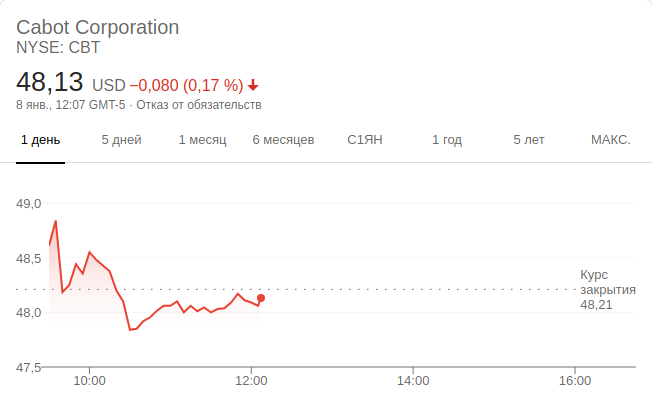 Cabot Corporation
NYSE: CBT
48,13 USD −0,080 (0,17 %)
8 янв., 12:07 GMT-5 · Отказ от обязательств
1 день 5 дней 1 месяц 6 месяцев С1ЯН 1 год 5 лет МАКС.
49,0
48,5
Курс
закрытия
48,21
48,0
47,5
10:00 12:00 14:00 16:00